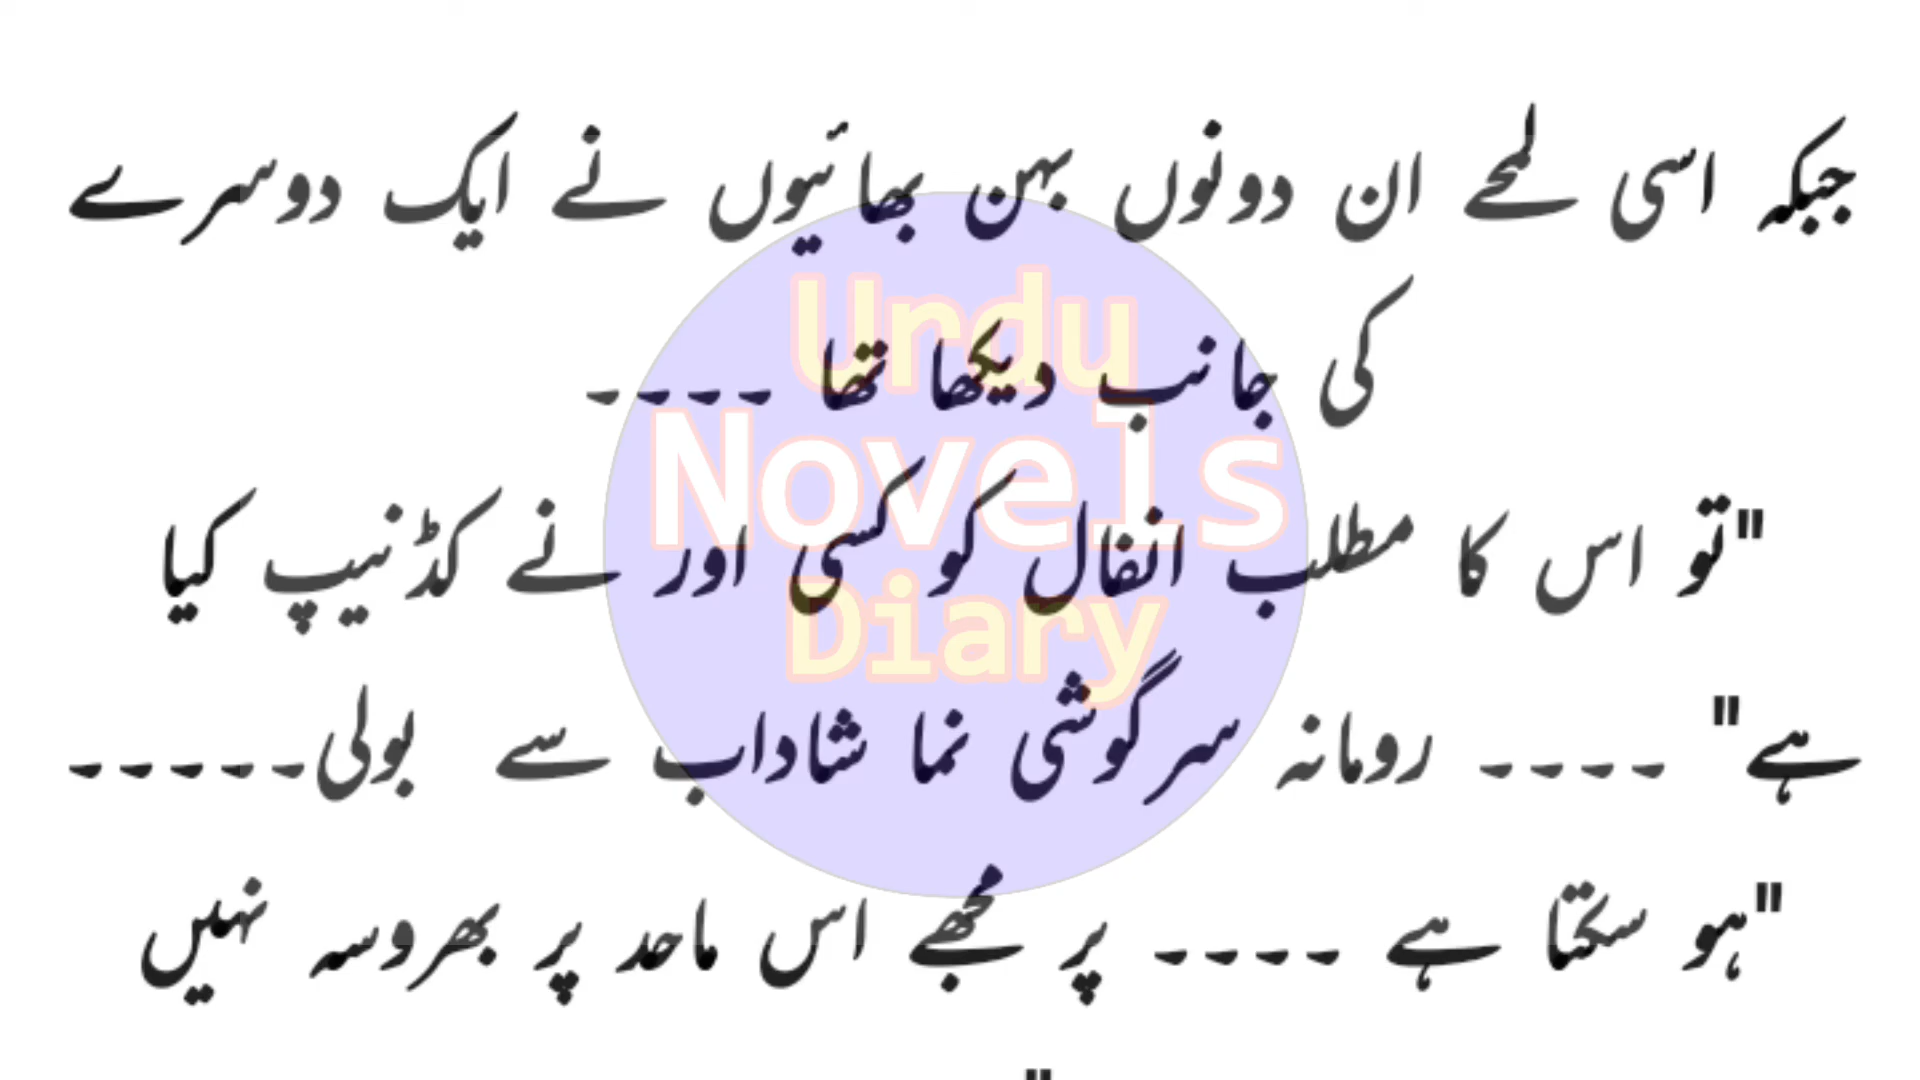 جبکہ اسی لمحے ان دونوں بہن بھائیوں نے ایک دوسرے
کی جانب دیکھا تھا ۔۔۔۔
"تو اس کا مطلب انفال کو کسی اور نے کڈنیپ کیا
ہے" ۔۔۔۔ رومانہ سرگوشی نما شاداب سے بولی۔۔۔۔۔
"ہو سکتا ہے ۔۔۔۔ پر مجھے اس ماحد پر بھروسہ نہیں
"
Urdu
Novels
Diary